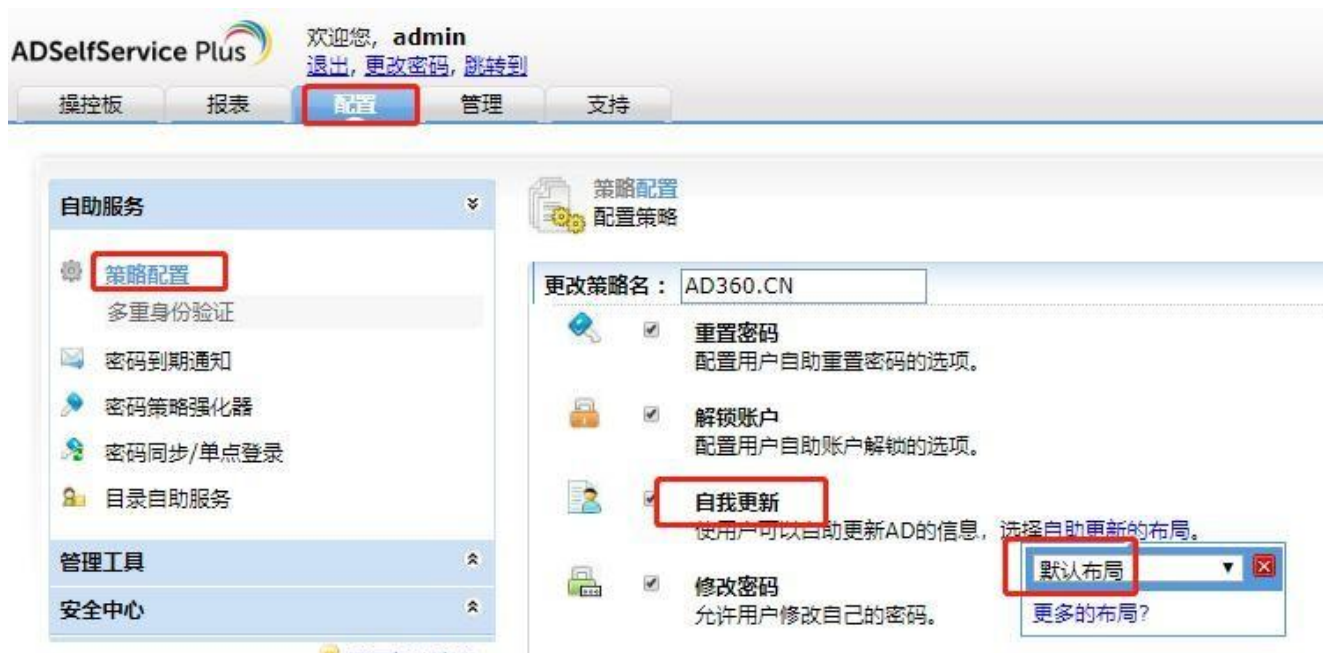 ADSelfService Plus
欢迎您, admin
退出, 更改密码, 跳转到
操控板 报表 配置 管理 支持
自助服务
策略配置
多重身份验证
密码到期通知
密码策略强化器
密码同步/单点登录
目录自助服务
管理工具
安全中心
策略配置
配置策略
更改策略名： AD360.CN
重置密码
配置用户自助重置密码的选项。
解锁账户
配置用户自助账户解锁的选项。
自我更新
使用户可以自助更新AD的信息，选择自助更新的布局。
默认布局
更多的布局?
修改密码
允许用户修改自己的密码。